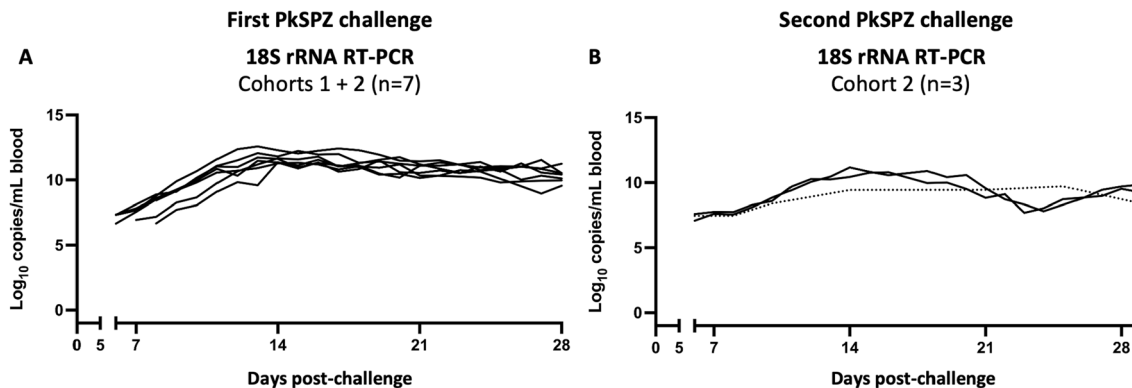 First PkSPZ challenge
A
18S rRNA RT-PCR
Cohorts 1 + 2 (n=7)
Log10 copies/mL blood
15
10
5
0
0 5 7 14 21 28
Days post-challenge
Second PkSPZ challenge
B
18S rRNA RT-PCR
Cohort 2 (n=3)
Log10 copies/mL blood
15
10
5
0
0 5 7 14 21 28
Days post-challenge